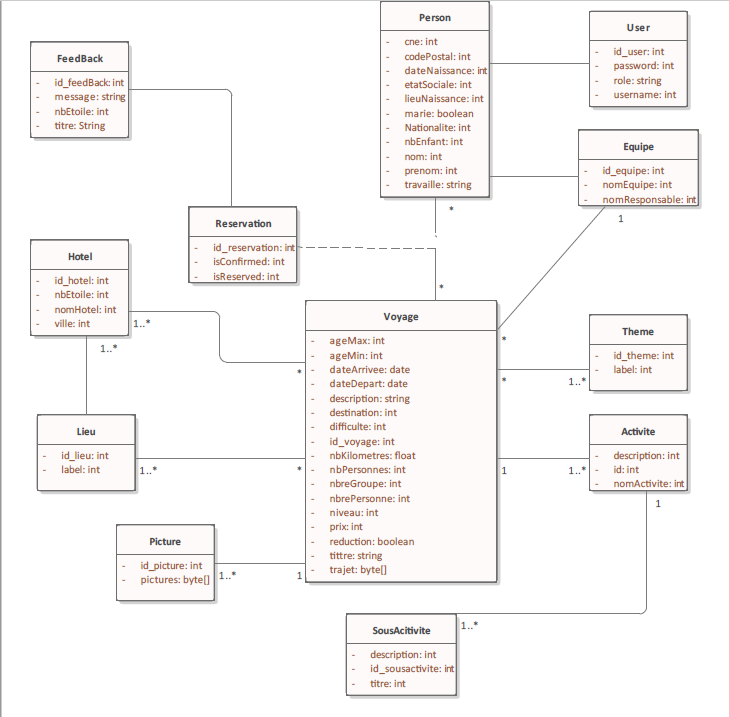 Person
- cne: int
- codePostal: int
- dateNaissance: int
- etatSociale: int
- lieuNaissance: int
- marie: boolean
- Nationalite: int
- nbEnfant: int
- nom: int
- prenom: int
- travaille: string
User
- id_user: int
- password: int
- role: string
- username: int
FeedBack
- id_feedBack: int
- message: string
- nbEtoile: int
- titre: String
Equipe
- id_equipe: int
- nomEquipe: int
- nomResponsable: int
1
*
Reservation
- id_reservation: int
- isConfirmed: int
- isReserved: int
Hotel
- id_hotel: int
- nbEtoile: int
- nomHotel: int
- ville: int
1..*
1..*
*
Voyage
- ageMax: int
- ageMin: int
- dateArrivee: date
- dateDepart: date
- description: string
- destination: int
- difficulte: int
- id_voyage: int
- nbKilometres: float
- nbPersonnes: int
- nbreGroupe: int
- nbrePersonne: int
- niveau: int
- prix: int
- reduction: boolean
- tittre: string
- trajet: byte[]
*
*
*
1..*
Theme
- id_theme: int
- label: int
Lieu
- id_lieu: int
- label: int
1..*
*
Activite
- description: int
- id: int
- nomActivite: int
1
1..*
1
Picture
- id_picture: int
- pictures: byte[]
1..*
1
SousAcitivite
- description: int
- id_sousactivite: int
- titre: int
1..*